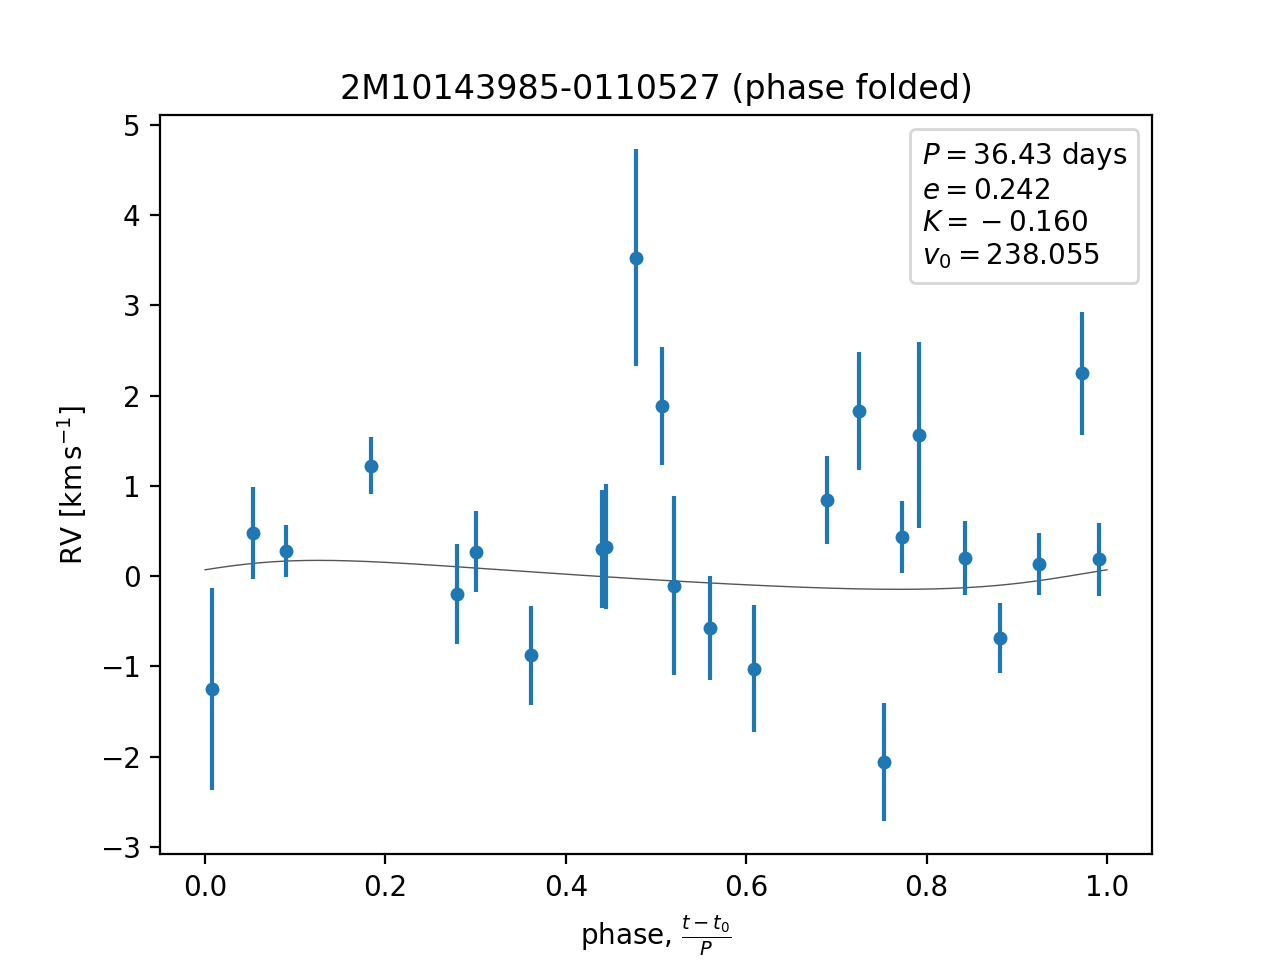 2M10143985-0110527 (phase folded)
P = 36.43 days
e = 0.242
K = −0.160
v₀ = 238.055
5
4
3
2
1
0
−1
−2
−3
RV [km s⁻¹]
0.0 0.2 0.4 0.6 0.8 1.0
phase, (t − t₀)/P